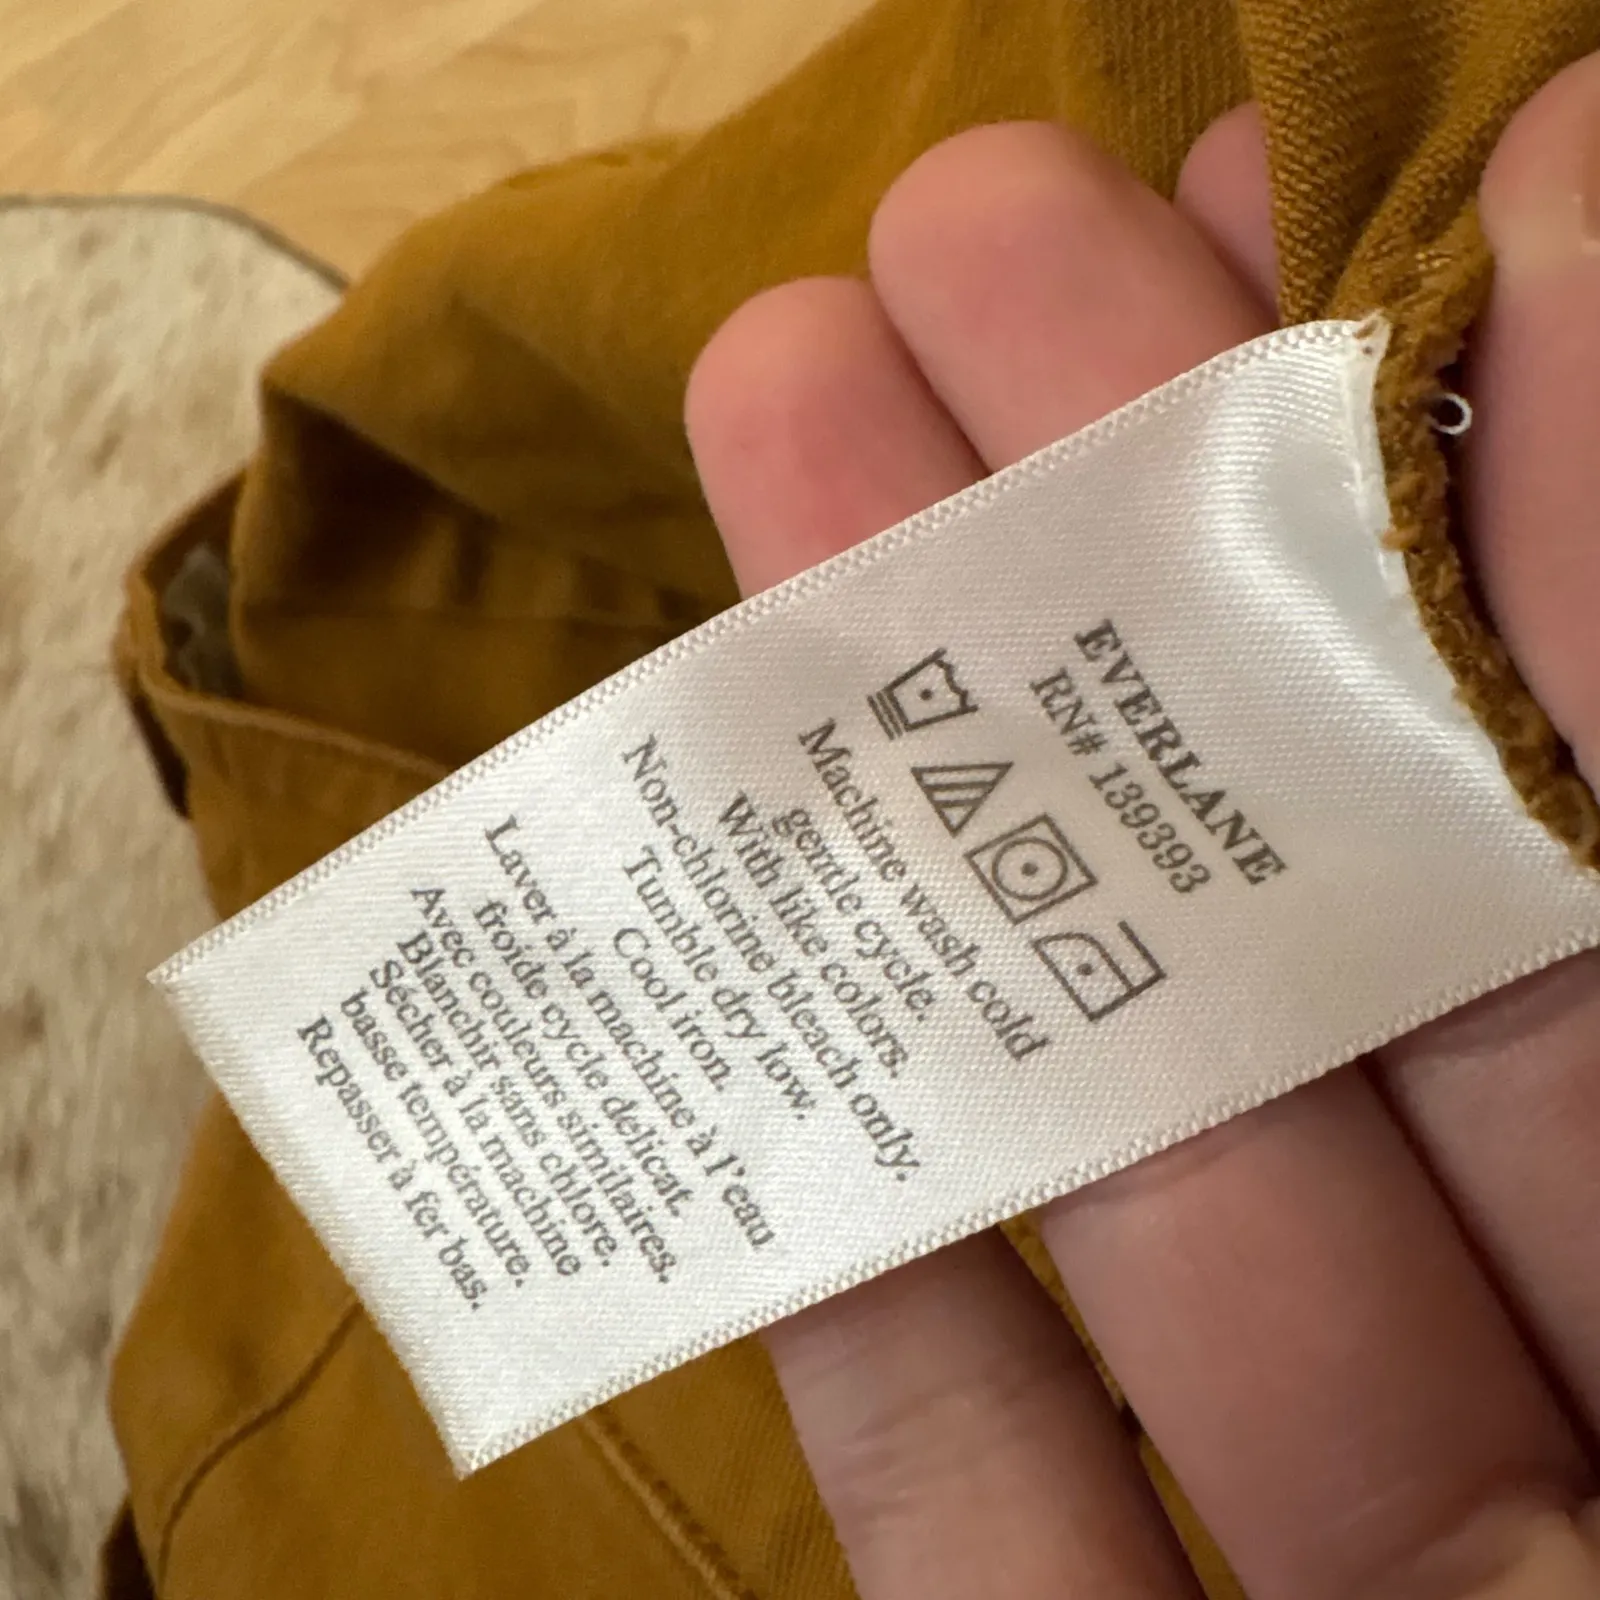 EVERLANE
RN# 139393
Machine wash cold
gentle cycle.
With like colors.
Non-chlorine bleach only.
Tumble dry low.
Cool iron.
Laver à la machine à l'eau
froide cycle délicat.
Avec couleurs similaires.
Blanchir sans chlore.
Sécher à la machine
basse température.
Repasser à fer bas.